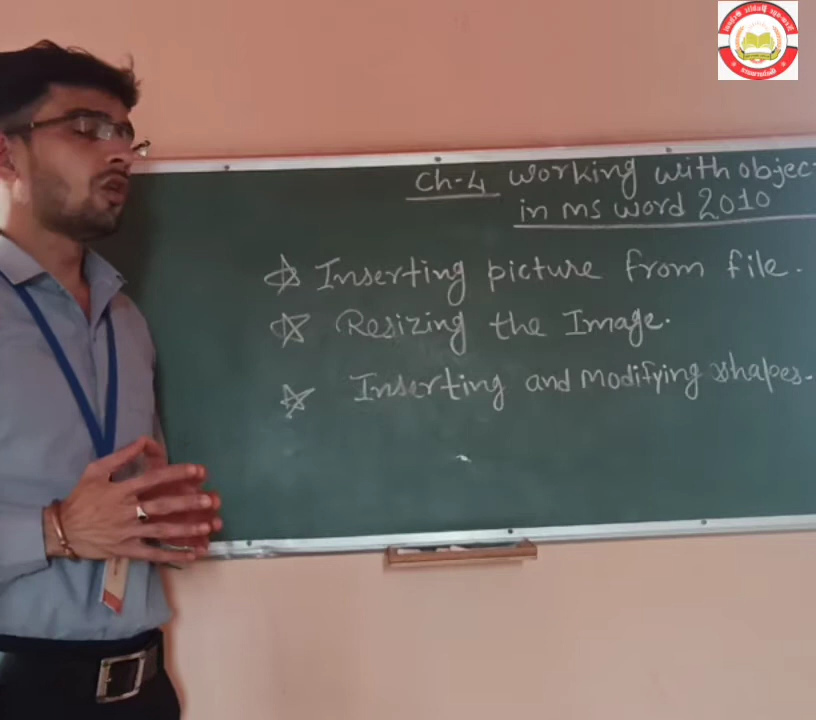 Ch-4 Working with objec
in ms word 2010
☆ Inserting picture from file.
☆ Resizing the Image.
☆ Inserting and Modifying shapes.